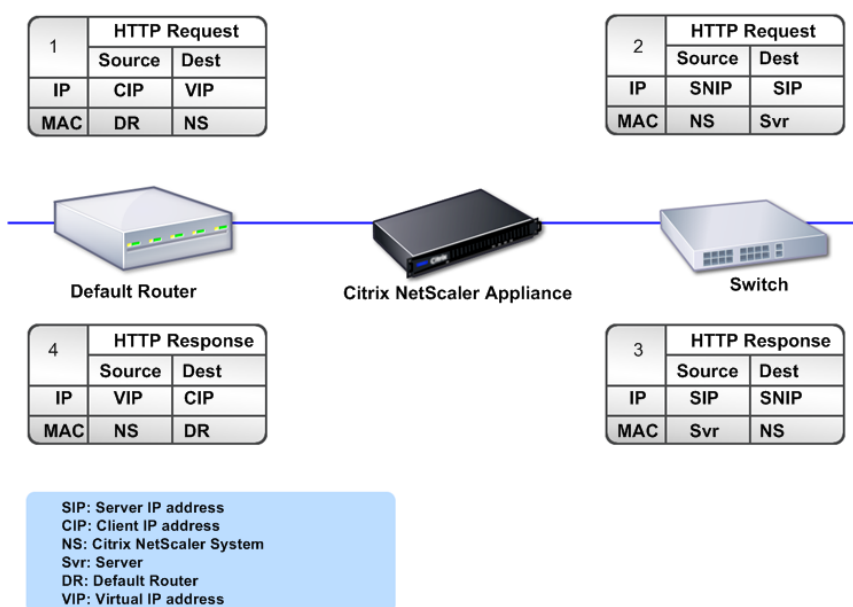 1 HTTP Request
Source Dest
IP CIP VIP
MAC DR NS
2 HTTP Request
Source Dest
IP SNIP SIP
MAC NS Svr
Default Router
Citrix NetScaler Appliance
Switch
4 HTTP Response
Source Dest
IP VIP CIP
MAC NS DR
3 HTTP Response
Source Dest
IP SIP SNIP
MAC Svr NS
SIP: Server IP address
CIP: Client IP address
NS: Citrix NetScaler System
Svr: Server
DR: Default Router
VIP: Virtual IP address